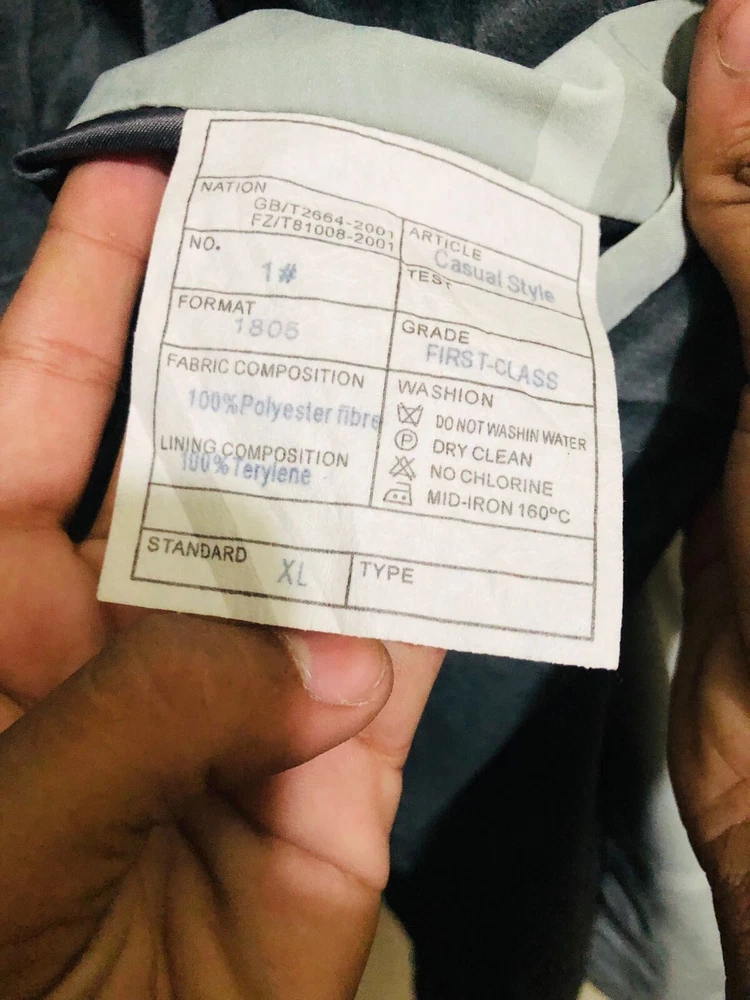 NATION
GB/T2664-2001
FZ/T81008-2001
ARTICLE
Casual Style
NO.
1#
TEST
FORMAT
1805
GRADE
FIRST-CLASS
FABRIC COMPOSITION
100%Polyester fibre
LINING COMPOSITION
100%Terylene
WASHION
DO NOT WASHIN WATER
P DRY CLEAN
NO CHLORINE
MID-IRON 160ºC
STANDARD
XL
TYPE